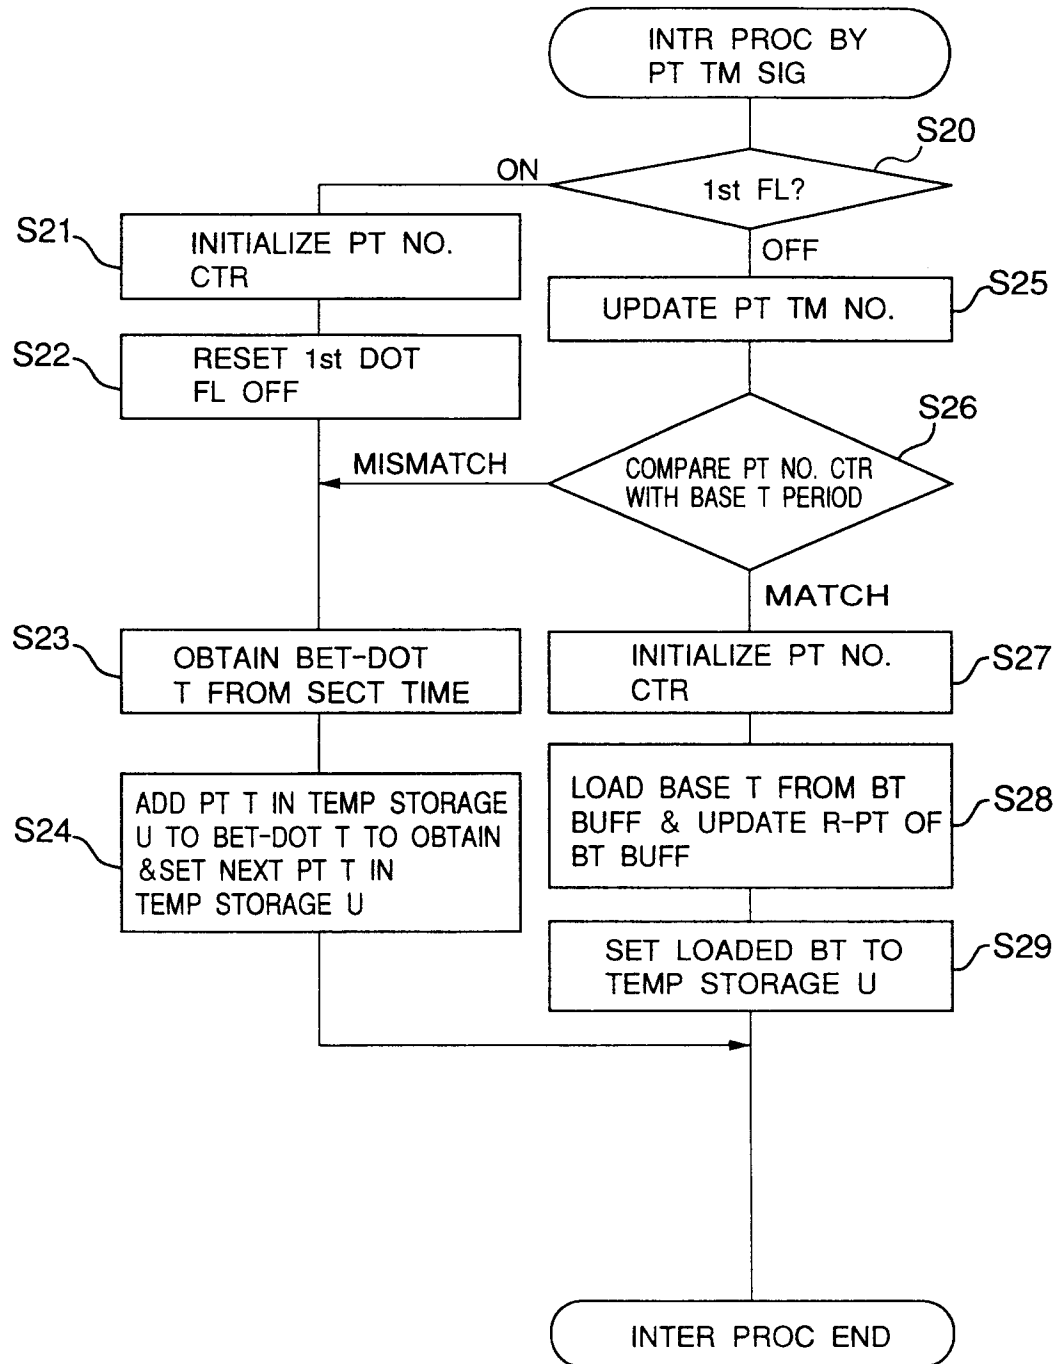 INTR PROC BY
PT TM SIG
S20
1st FL?
ON
OFF
S21
INITIALIZE PT NO.
CTR
S25
UPDATE PT TM NO.
S22
RESET 1st DOT
FL OFF
S26
COMPARE PT NO. CTR
WITH BASE T PERIOD
MISMATCH
MATCH
S23
OBTAIN BET-DOT
T FROM SECT TIME
S27
INITIALIZE PT NO.
CTR
S24
ADD PT T IN TEMP STORAGE
U TO BET-DOT T TO OBTAIN
&SET NEXT PT T IN
TEMP STORAGE U
S28
LOAD BASE T FROM BT
BUFF & UPDATE R-PT OF
BT BUFF
S29
SET LOADED BT TO
TEMP STORAGE U
INTER PROC END